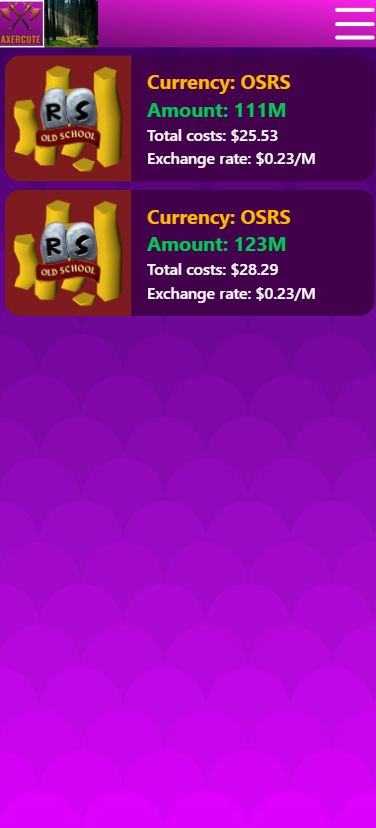 AXERCUTE
Currency: OSRS
Amount: 111M
Total costs: $25.53
Exchange rate: $0.23/M
RS
OLD SCHOOL
Currency: OSRS
Amount: 123M
Total costs: $28.29
Exchange rate: $0.23/M
RS
OLD SCHOOL